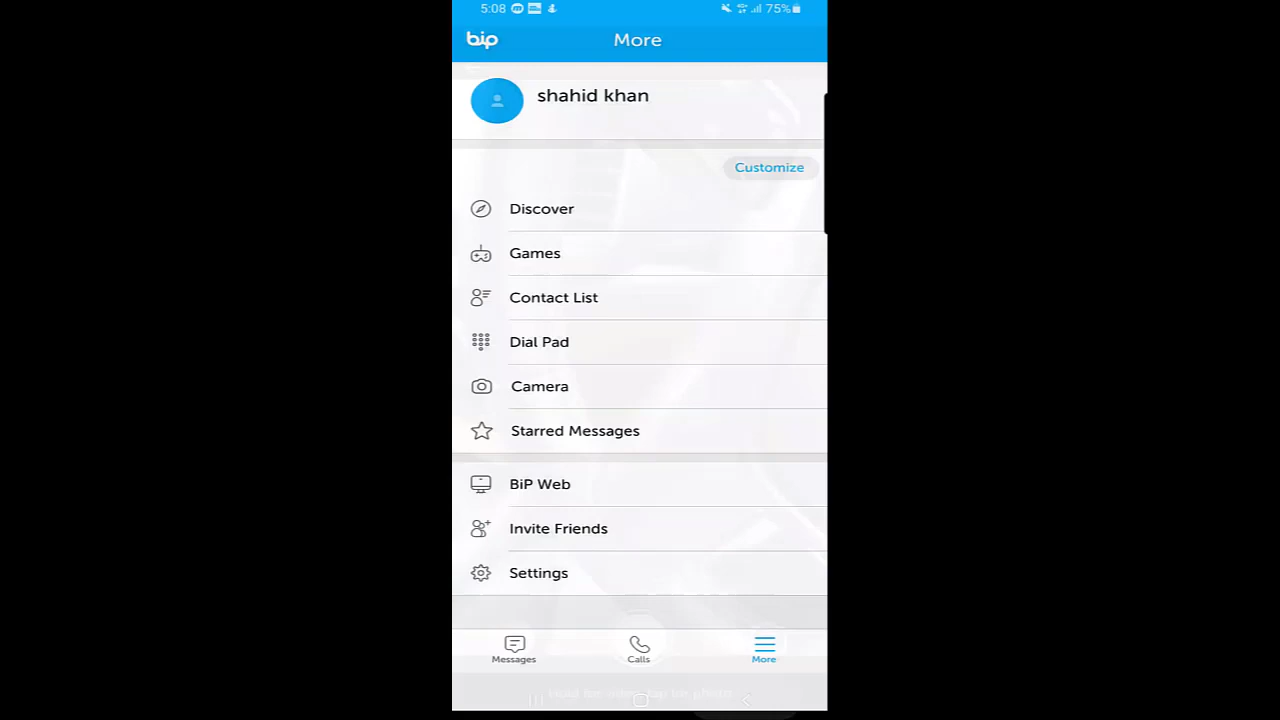 5:08 75%
bip More
shahid khan
Customize
Discover
Games
Contact List
Dial Pad
Camera
Starred Messages
BiP Web
Invite Friends
Settings
Messages Calls More